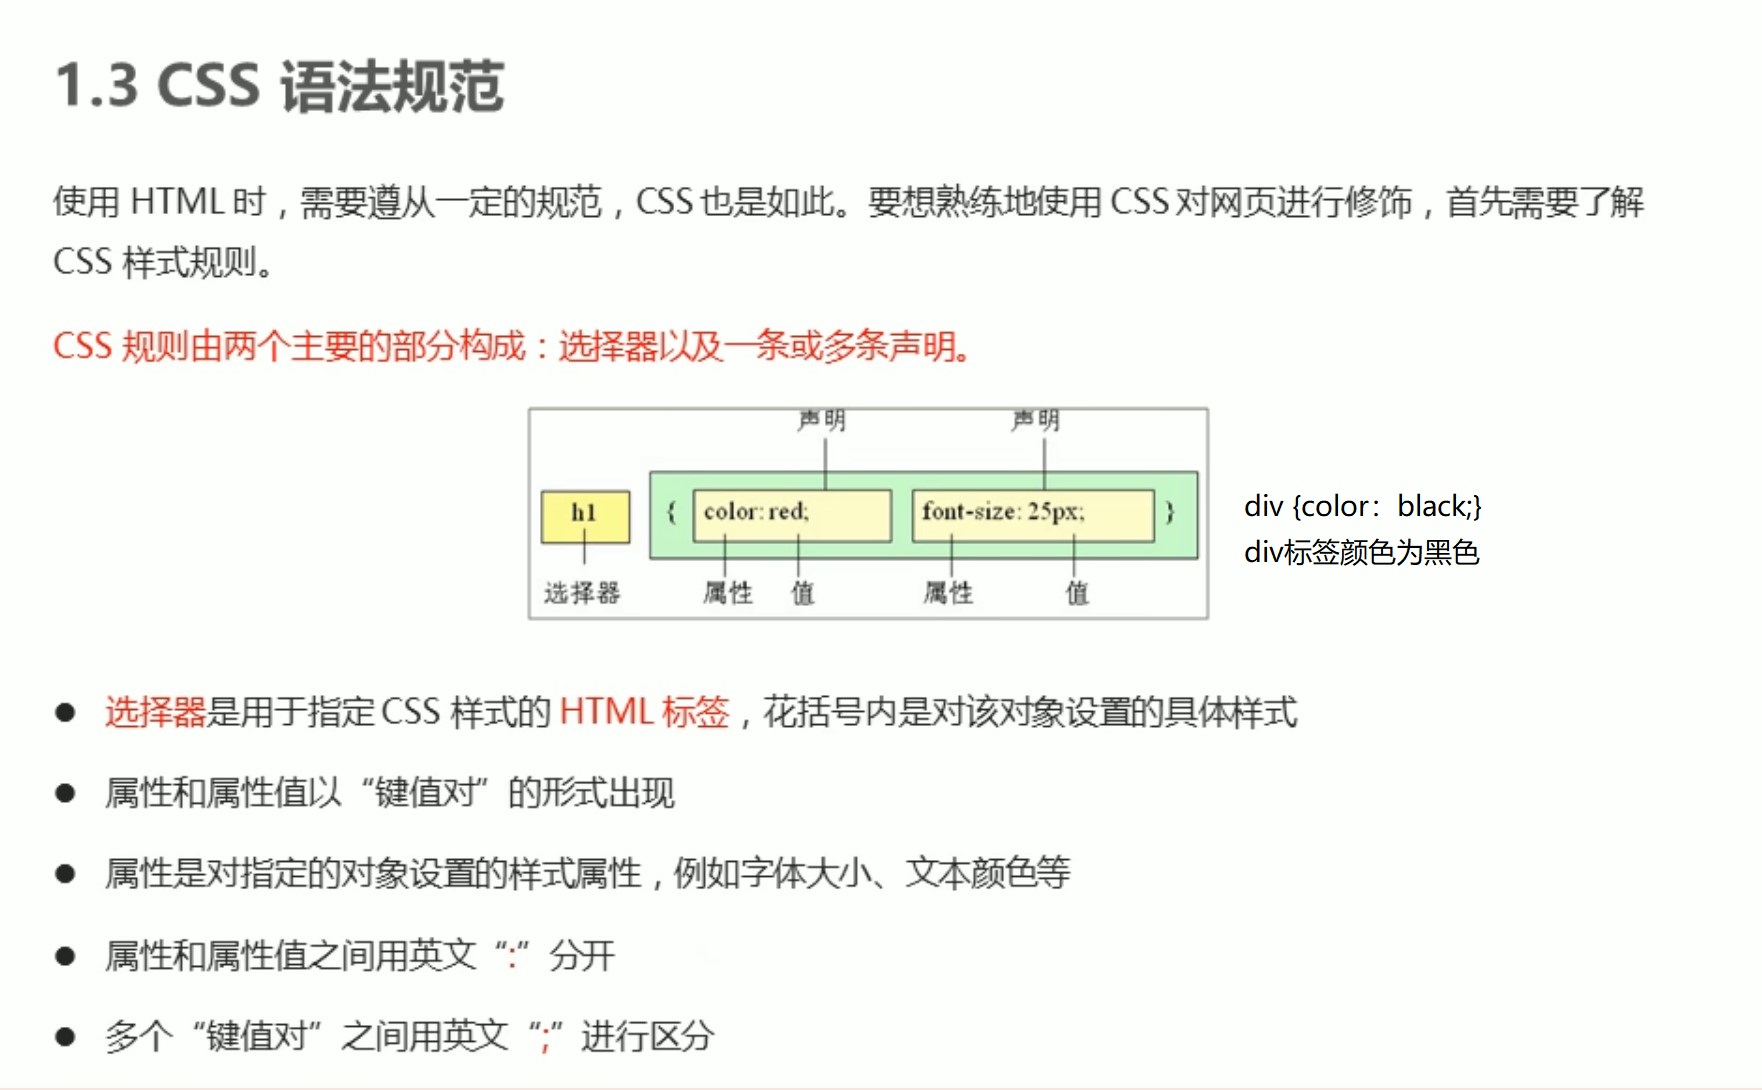 1.3 CSS 语法规范
使用 HTML 时，需要遵从一定的规范，CSS 也是如此。要想熟练地使用 CSS 对网页进行修饰，首先需要了解
CSS 样式规则。
CSS 规则由两个主要的部分构成：选择器以及一条或多条声明。
声明 声明
h1 { color: red; font-size: 25px; }
选择器 属性 值 属性 值
div {color：black;}
div标签颜色为黑色
● 选择器是用于指定 CSS 样式的 HTML 标签，花括号内是对该对象设置的具体样式
● 属性和属性值以“键值对”的形式出现
● 属性是对指定的对象设置的样式属性，例如字体大小、文本颜色等
● 属性和属性值之间用英文“:”分开
● 多个“键值对”之间用英文“;”进行区分